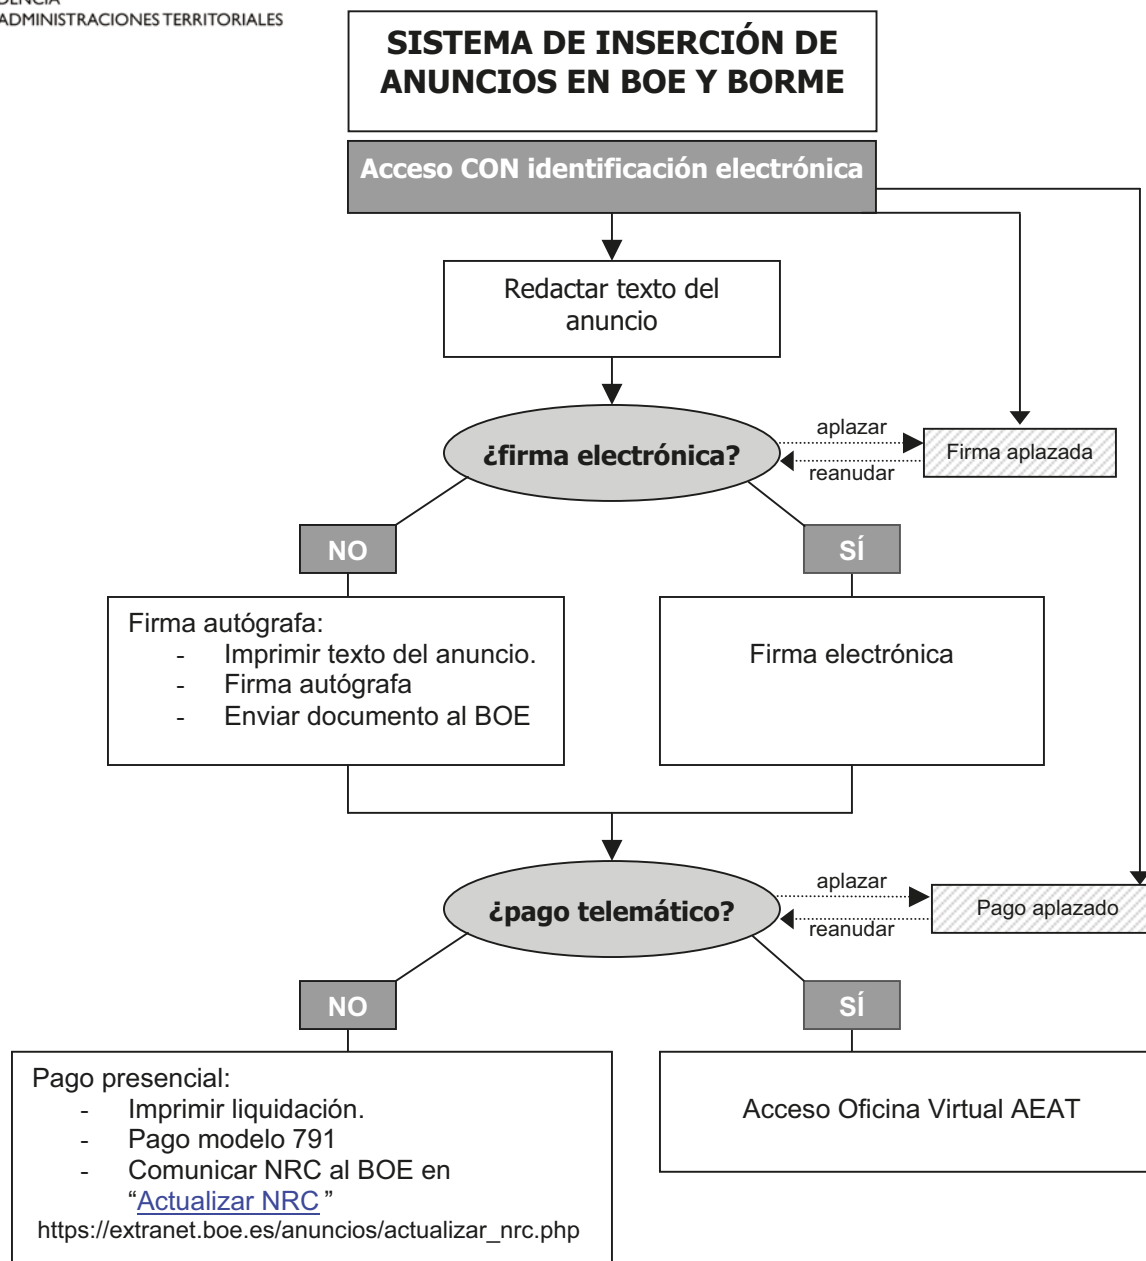 ADMINISTRACIONES TERRITORIALES
SISTEMA DE INSERCIÓN DE
ANUNCIOS EN BOE Y BORME
Acceso CON identificación electrónica
Redactar texto del
anuncio
¿firma electrónica?
aplazar
reanudar
Firma aplazada
NO
SÍ
Firma autógrafa:
- Imprimir texto del anuncio.
- Firma autógrafa
- Enviar documento al BOE
Firma electrónica
¿pago telemático?
aplazar
reanudar
Pago aplazado
NO
SÍ
Pago presencial:
- Imprimir liquidación.
- Pago modelo 791
- Comunicar NRC al BOE en
“Actualizar NRC ”
https://extranet.boe.es/anuncios/actualizar_nrc.php
Acceso Oficina Virtual AEAT